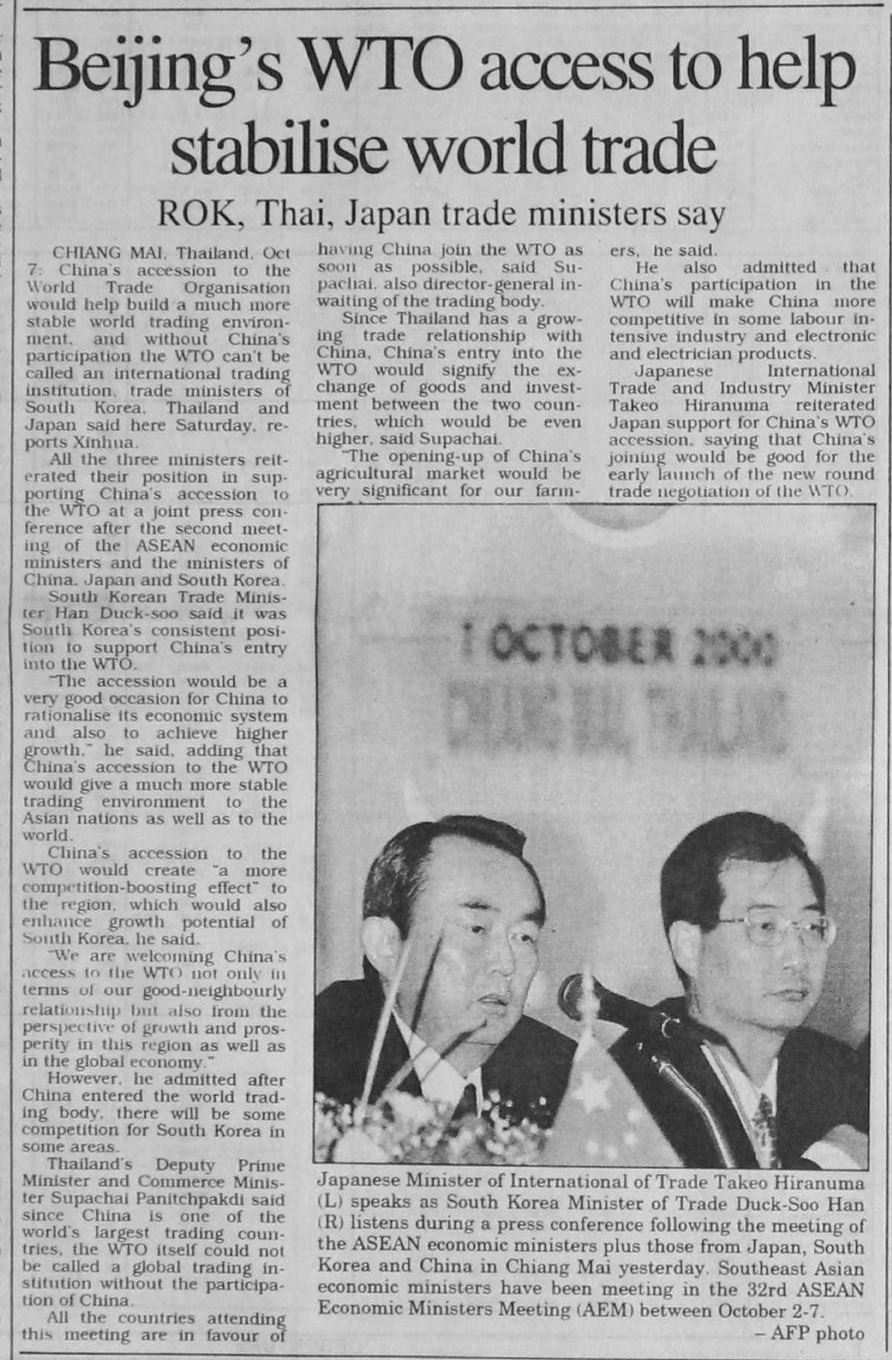 Beijing's WTO access to help
stabilise world trade
ROK, Thai, Japan trade ministers say
CHIANG MAI, Thailand, Oct
7: China's accession to the
World Trade Organisation
would help build a much more
stable world trading environ-
ment, and without China's
participation the WTO can't be
called an international trading
institution, trade ministers of
South Korea, Thailand and
Japan said here Saturday, re-
ports Xinhua.
All the three ministers reit-
erated their position in sup-
porting China's accession to
the WTO at a joint press con-
ference after the second meet-
ing of the ASEAN economic
ministers and the ministers of
China, Japan and South Korea.
South Korean Trade Minis-
ter Han Duck-soo said it was
South Korea's consistent posi-
tion to support China's entry
into the WTO.
"The accession would be a
very good occasion for China to
rationalise its economic system
and also to achieve higher
growth," he said, adding that
China's accession to the WTO
would give a much more stable
trading environment to the
Asian nations as well as to the
world.
China's accession to the
WTO would create "a more
competition-boosting effect" to
the region, which would also
enhance growth potential of
South Korea, he said.
"We are welcoming China's
access to the WTO not only in
terms of our good-neighbourly
relationship but also from the
perspective of growth and pros-
perity in this region as well as
in the global economy."
However, he admitted after
China entered the world trad-
ing body, there will be some
competition for South Korea in
some areas.
Thailand's Deputy Prime
Minister and Commerce Minis-
ter Supachai Panitchpakdi said
since China is one of the
world's largest trading coun-
tries, the WTO itself could not
be called a global trading in-
stitution without the participa-
tion of China.
All the countries attending
this meeting are in favour of
having China join the WTO as
soon as possible, said Su-
pachai, also director-general in-
waiting of the trading body.
Since Thailand has a grow-
ing trade relationship with
China, China's entry into the
WTO would signify the ex-
change of goods and invest-
ment between the two coun-
tries, which would be even
higher, said Supachai.
"The opening-up of China's
agricultural market would be
very significant for our farm-
ers, he said.
He also admitted that
China's participation in the
WTO will make China more
competitive in some labour in-
tensive industry and electronic
and electrician products.
Japanese International
Trade and Industry Minister
Takeo Hiranuma reiterated
Japan support for China's WTO
accession, saying that China's
joining would be good for the
early launch of the new round
trade negotiation of the WTO.
7 OCTOBER 2000
CHIANG MAI, THAILAND
Japanese Minister of International of Trade Takeo Hiranuma
(L) speaks as South Korea Minister of Trade Duck-Soo Han
(R) listens during a press conference following the meeting of
the ASEAN economic ministers plus those from Japan, South
Korea and China in Chiang Mai yesterday. Southeast Asian
economic ministers have been meeting in the 32rd ASEAN
Economic Ministers Meeting (AEM) between October 2-7.
– AFP photo